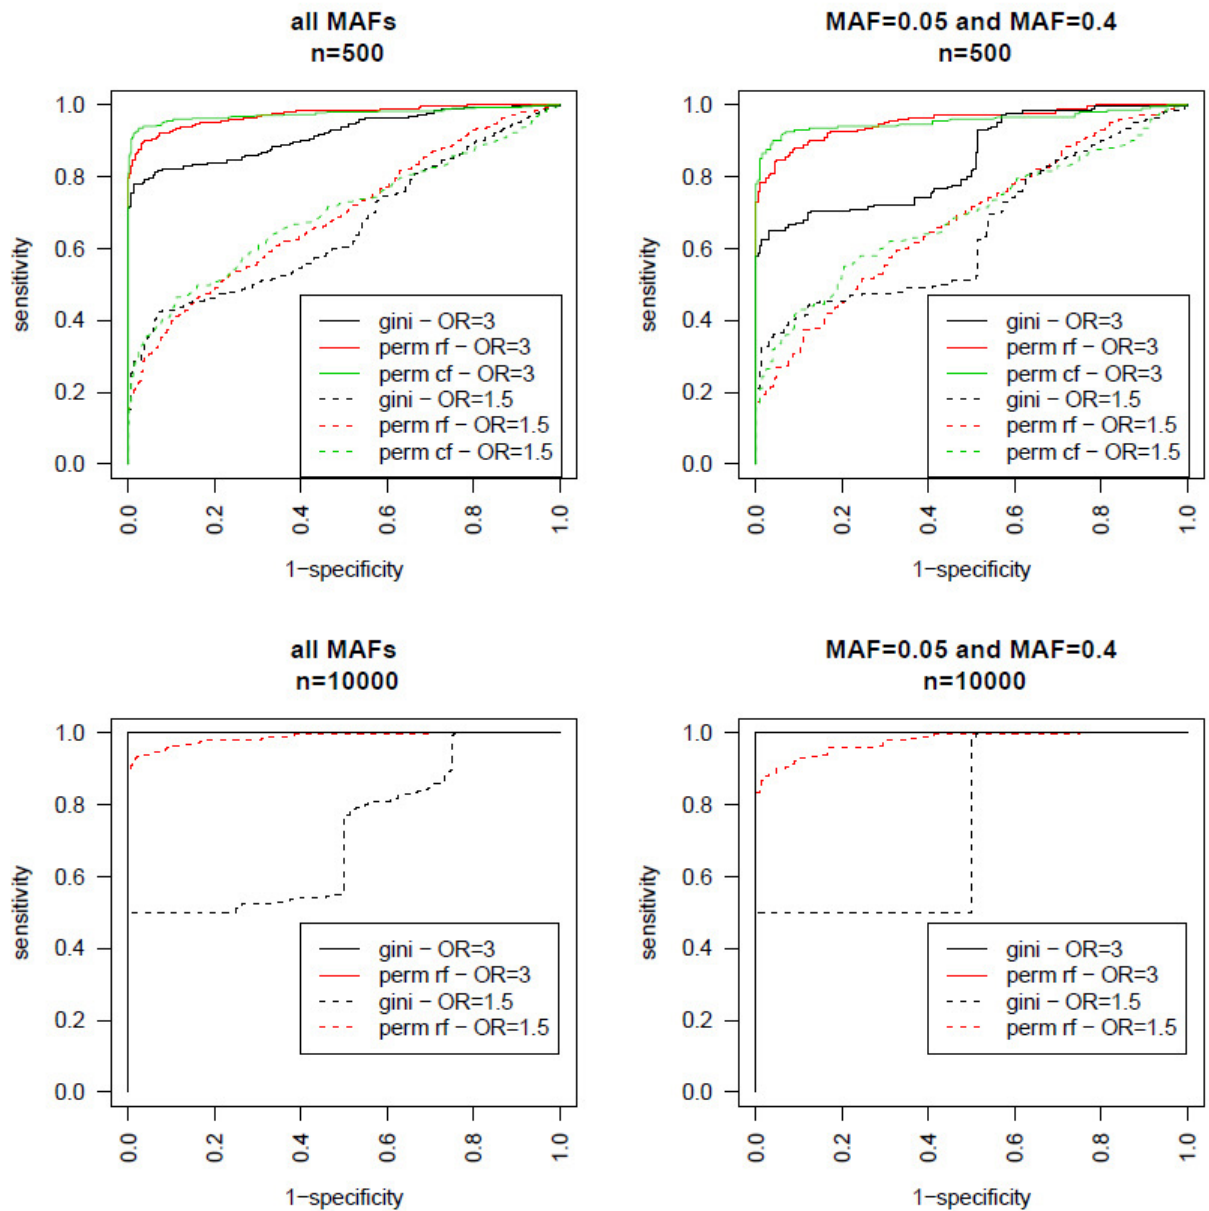 all MAFs
n=500
sensitivity
1.0
0.8
0.6
0.4
0.2
0.0
gini − OR=3
perm rf − OR=3
perm cf − OR=3
gini − OR=1.5
perm rf − OR=1.5
perm cf − OR=1.5
0.0 0.2 0.4 0.6 0.8 1.0
1−specificity
MAF=0.05 and MAF=0.4
n=500
sensitivity
1.0
0.8
0.6
0.4
0.2
0.0
gini − OR=3
perm rf − OR=3
perm cf − OR=3
gini − OR=1.5
perm rf − OR=1.5
perm cf − OR=1.5
0.0 0.2 0.4 0.6 0.8 1.0
1−specificity
all MAFs
n=10000
sensitivity
1.0
0.8
0.6
0.4
0.2
0.0
gini − OR=3
perm rf − OR=3
gini − OR=1.5
perm rf − OR=1.5
0.0 0.2 0.4 0.6 0.8 1.0
1−specificity
MAF=0.05 and MAF=0.4
n=10000
sensitivity
1.0
0.8
0.6
0.4
0.2
0.0
gini − OR=3
perm rf − OR=3
gini − OR=1.5
perm rf − OR=1.5
0.0 0.2 0.4 0.6 0.8 1.0
1−specificity